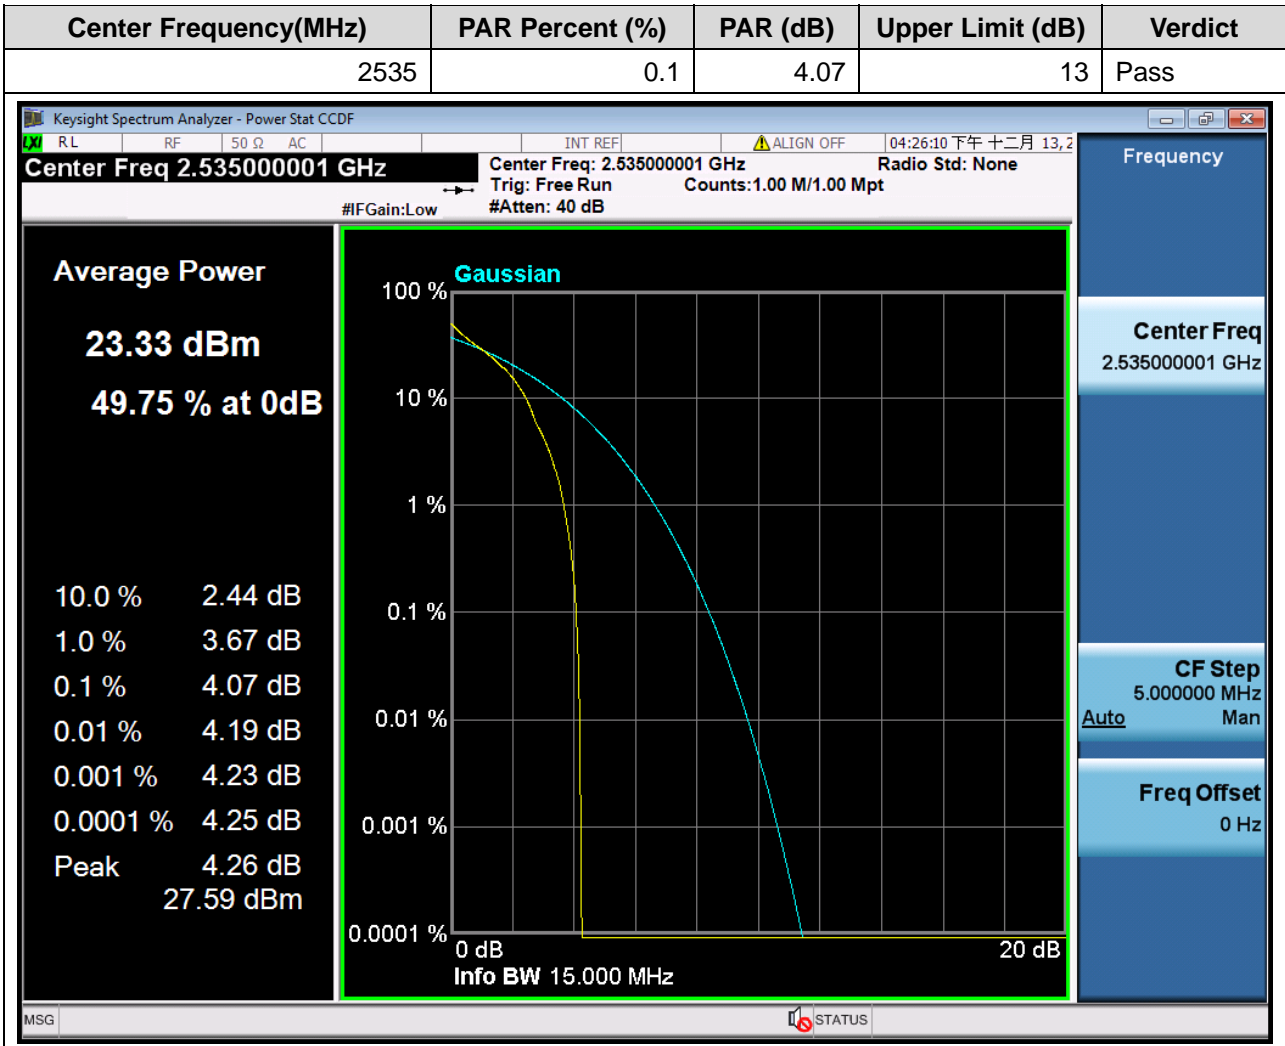 Center Frequency(MHz) PAR Percent (%) PAR (dB) Upper Limit (dB) Verdict
2535 0.1 4.07 13 Pass
Keysight Spectrum Analyzer - Power Stat CCDF
LXI RL RF 50 Ω AC INT REF ALIGN OFF 04:26:10 下午 十二月 13, 2
Center Freq 2.535000001 GHz
Center Freq: 2.535000001 GHz Radio Std: None
Trig: Free Run Counts:1.00 M/1.00 Mpt
#IFGain:Low #Atten: 40 dB
Average Power
23.33 dBm
49.75 % at 0dB
10.0 % 2.44 dB
1.0 % 3.67 dB
0.1 % 4.07 dB
0.01 % 4.19 dB
0.001 % 4.23 dB
0.0001 % 4.25 dB
Peak 4.26 dB
27.59 dBm
Gaussian
100 %
10 %
1 %
0.1 %
0.01 %
0.001 %
0.0001 %
0 dB 20 dB
Info BW 15.000 MHz
Frequency
Center Freq
2.535000001 GHz
CF Step
5.000000 MHz
Auto Man
Freq Offset
0 Hz
MSG STATUS